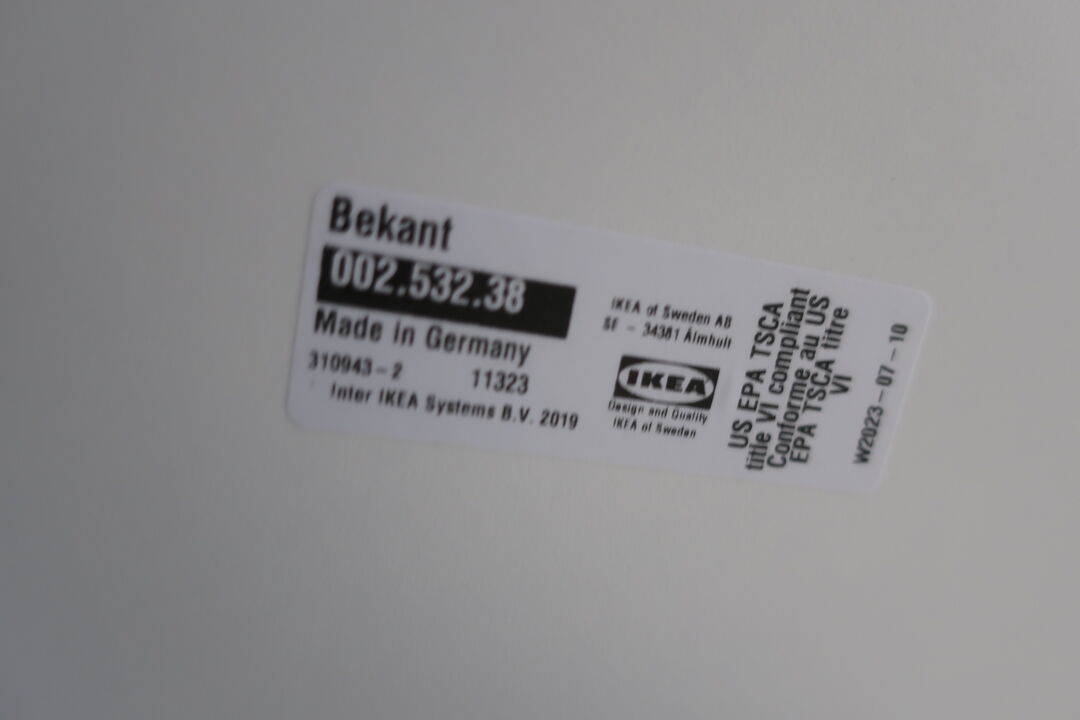 Bekant
002.532.38
Made in Germany
310943-2 11323
Inter IKEA Systems B.V. 2019
IKEA of Sweden AB
SE - 34381 Älmhult
IKEA
Design and Quality
IKEA of Sweden
US EPA TSCA
title VI compliant
Conforme au US
EPA TSCA titre
VI
W2023-07-10